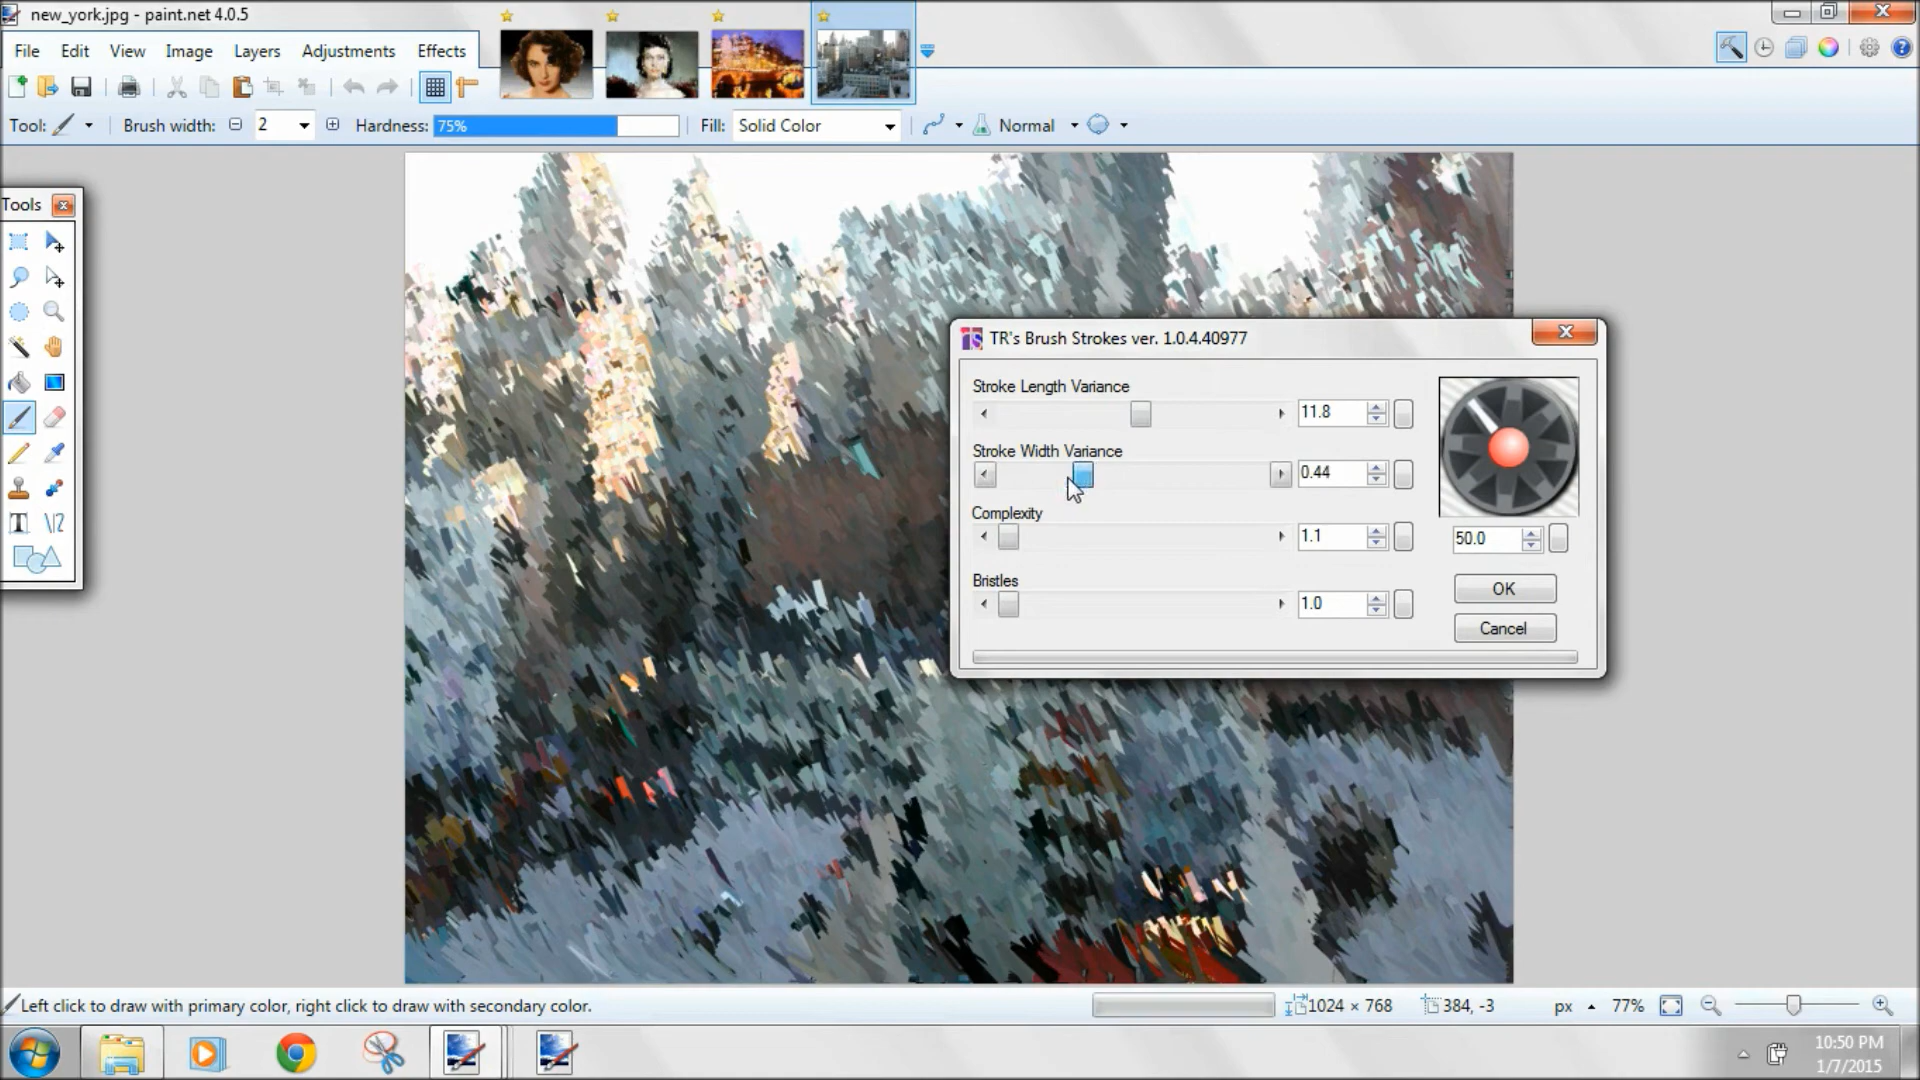 new_york.jpg - paint.net 4.0.5
File Edit View Image Layers Adjustments Effects
Tool: Brush width: 2 Hardness: 75% Fill: Solid Color Normal
Tools
TR's Brush Strokes ver. 1.0.4.40977
Stroke Length Variance
11.8
Stroke Width Variance
0.44
Complexity
1.1
50.0
Bristles
1.0
OK
Cancel
Left click to draw with primary color, right click to draw with secondary color.
1024 × 768 384, -3 px 77%
10:50 PM
1/7/2015